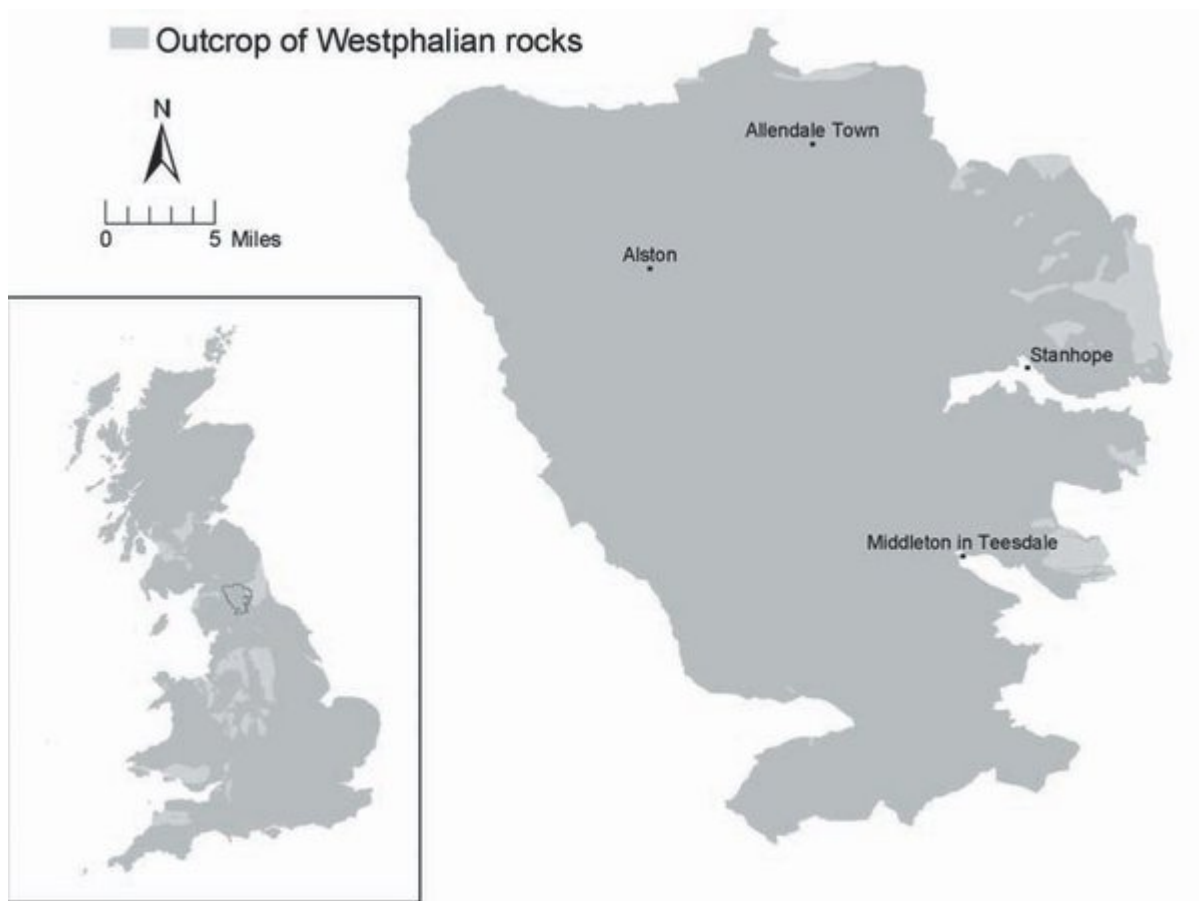 Outcrop of Westphalian rocks
N
0 5 Miles
Allendale Town
Alston
Stanhope
Middleton in Teesdale